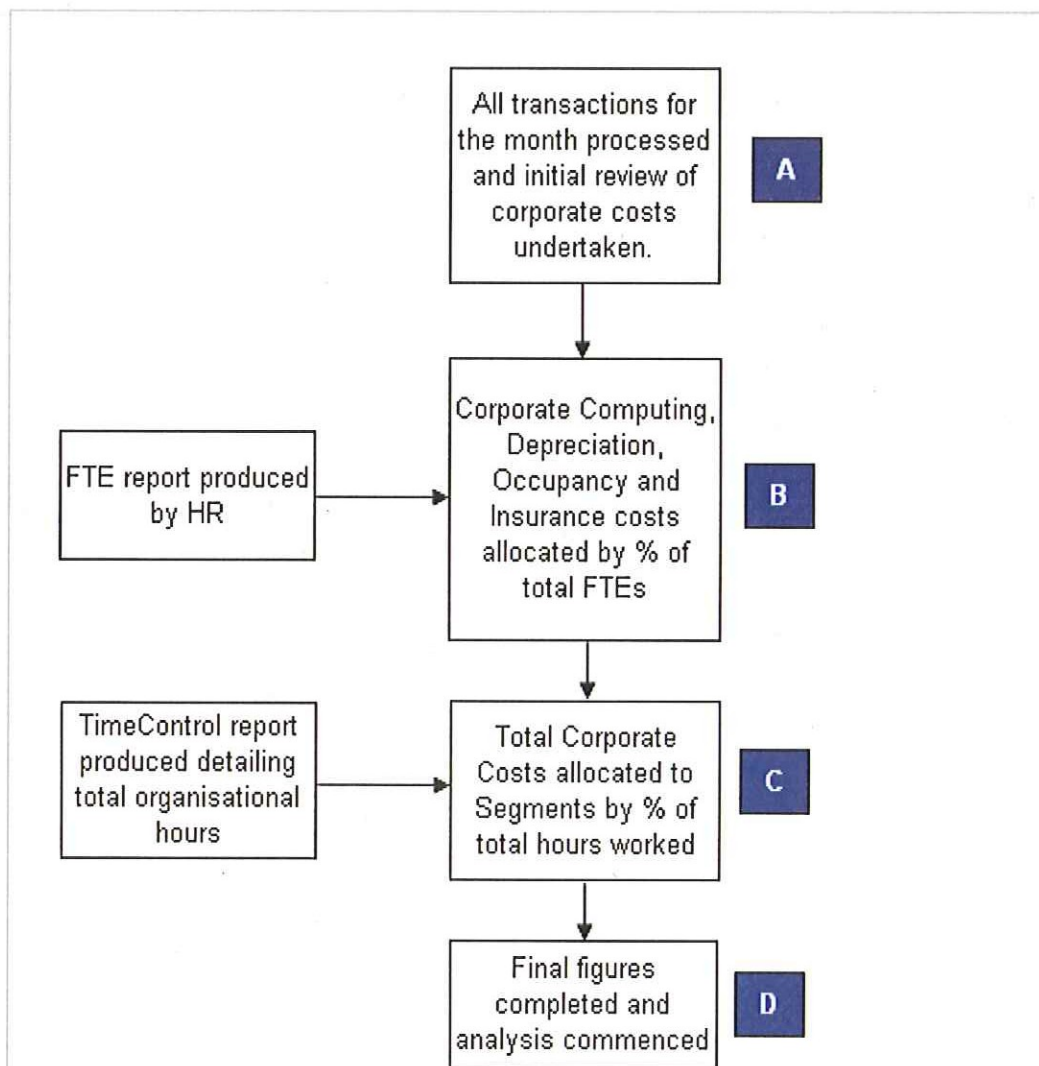 All transactions for
the month processed
and initial review of
corporate costs
undertaken.
A
FTE report produced
by HR
Corporate Computing,
Depreciation,
Occupancy and
Insurance costs
allocated by % of
total FTEs
B
TimeControl report
produced detailing
total organisational
hours
Total Corporate
Costs allocated to
Segments by % of
total hours worked
C
Final figures
completed and
analysis commenced
D